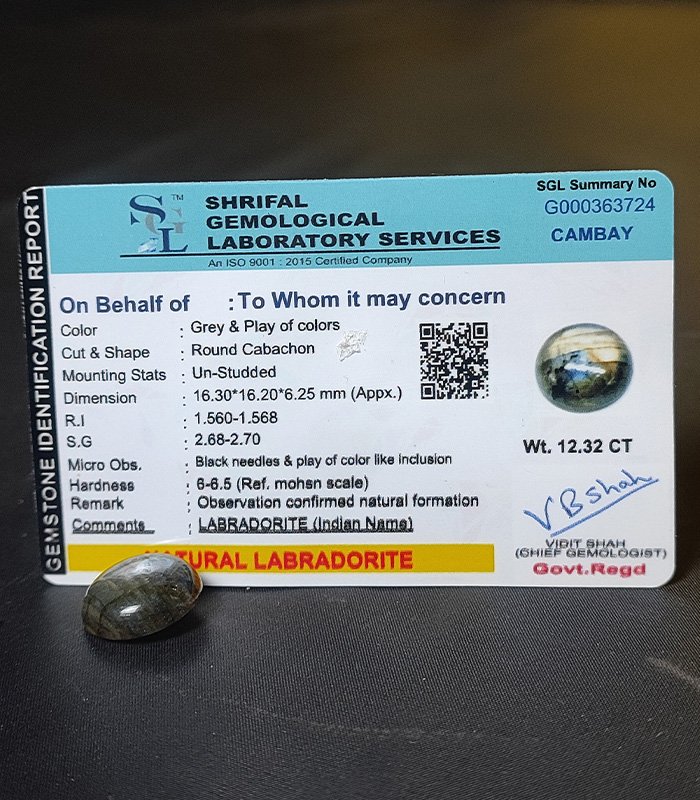 GEMSTONE IDENTIFICATION REPORT
SGL ™
SHRIFAL
GEMOLOGICAL
LABORATORY SERVICES
An ISO 9001 : 2015 Certified Company
SGL Summary No
G000363724
CAMBAY
On Behalf of : To Whom it may concern
Color : Grey & Play of colors
Cut & Shape : Round Cabachon
Mounting Stats : Un-Studded
Dimension : 16.30*16.20*6.25 mm (Appx.)
R.I : 1.560-1.568
S.G : 2.68-2.70
Micro Obs. : Black needles & play of color like inclusion
Hardness : 6-6.5 (Ref. mohsn scale)
Remark : Observation confirmed natural formation
Comments : LABRADORITE (Indian Name)
NATURAL LABRADORITE
Wt. 12.32 CT
VBShah
VIDIT SHAH
(CHIEF GEMOLOGIST)
Govt.Regd